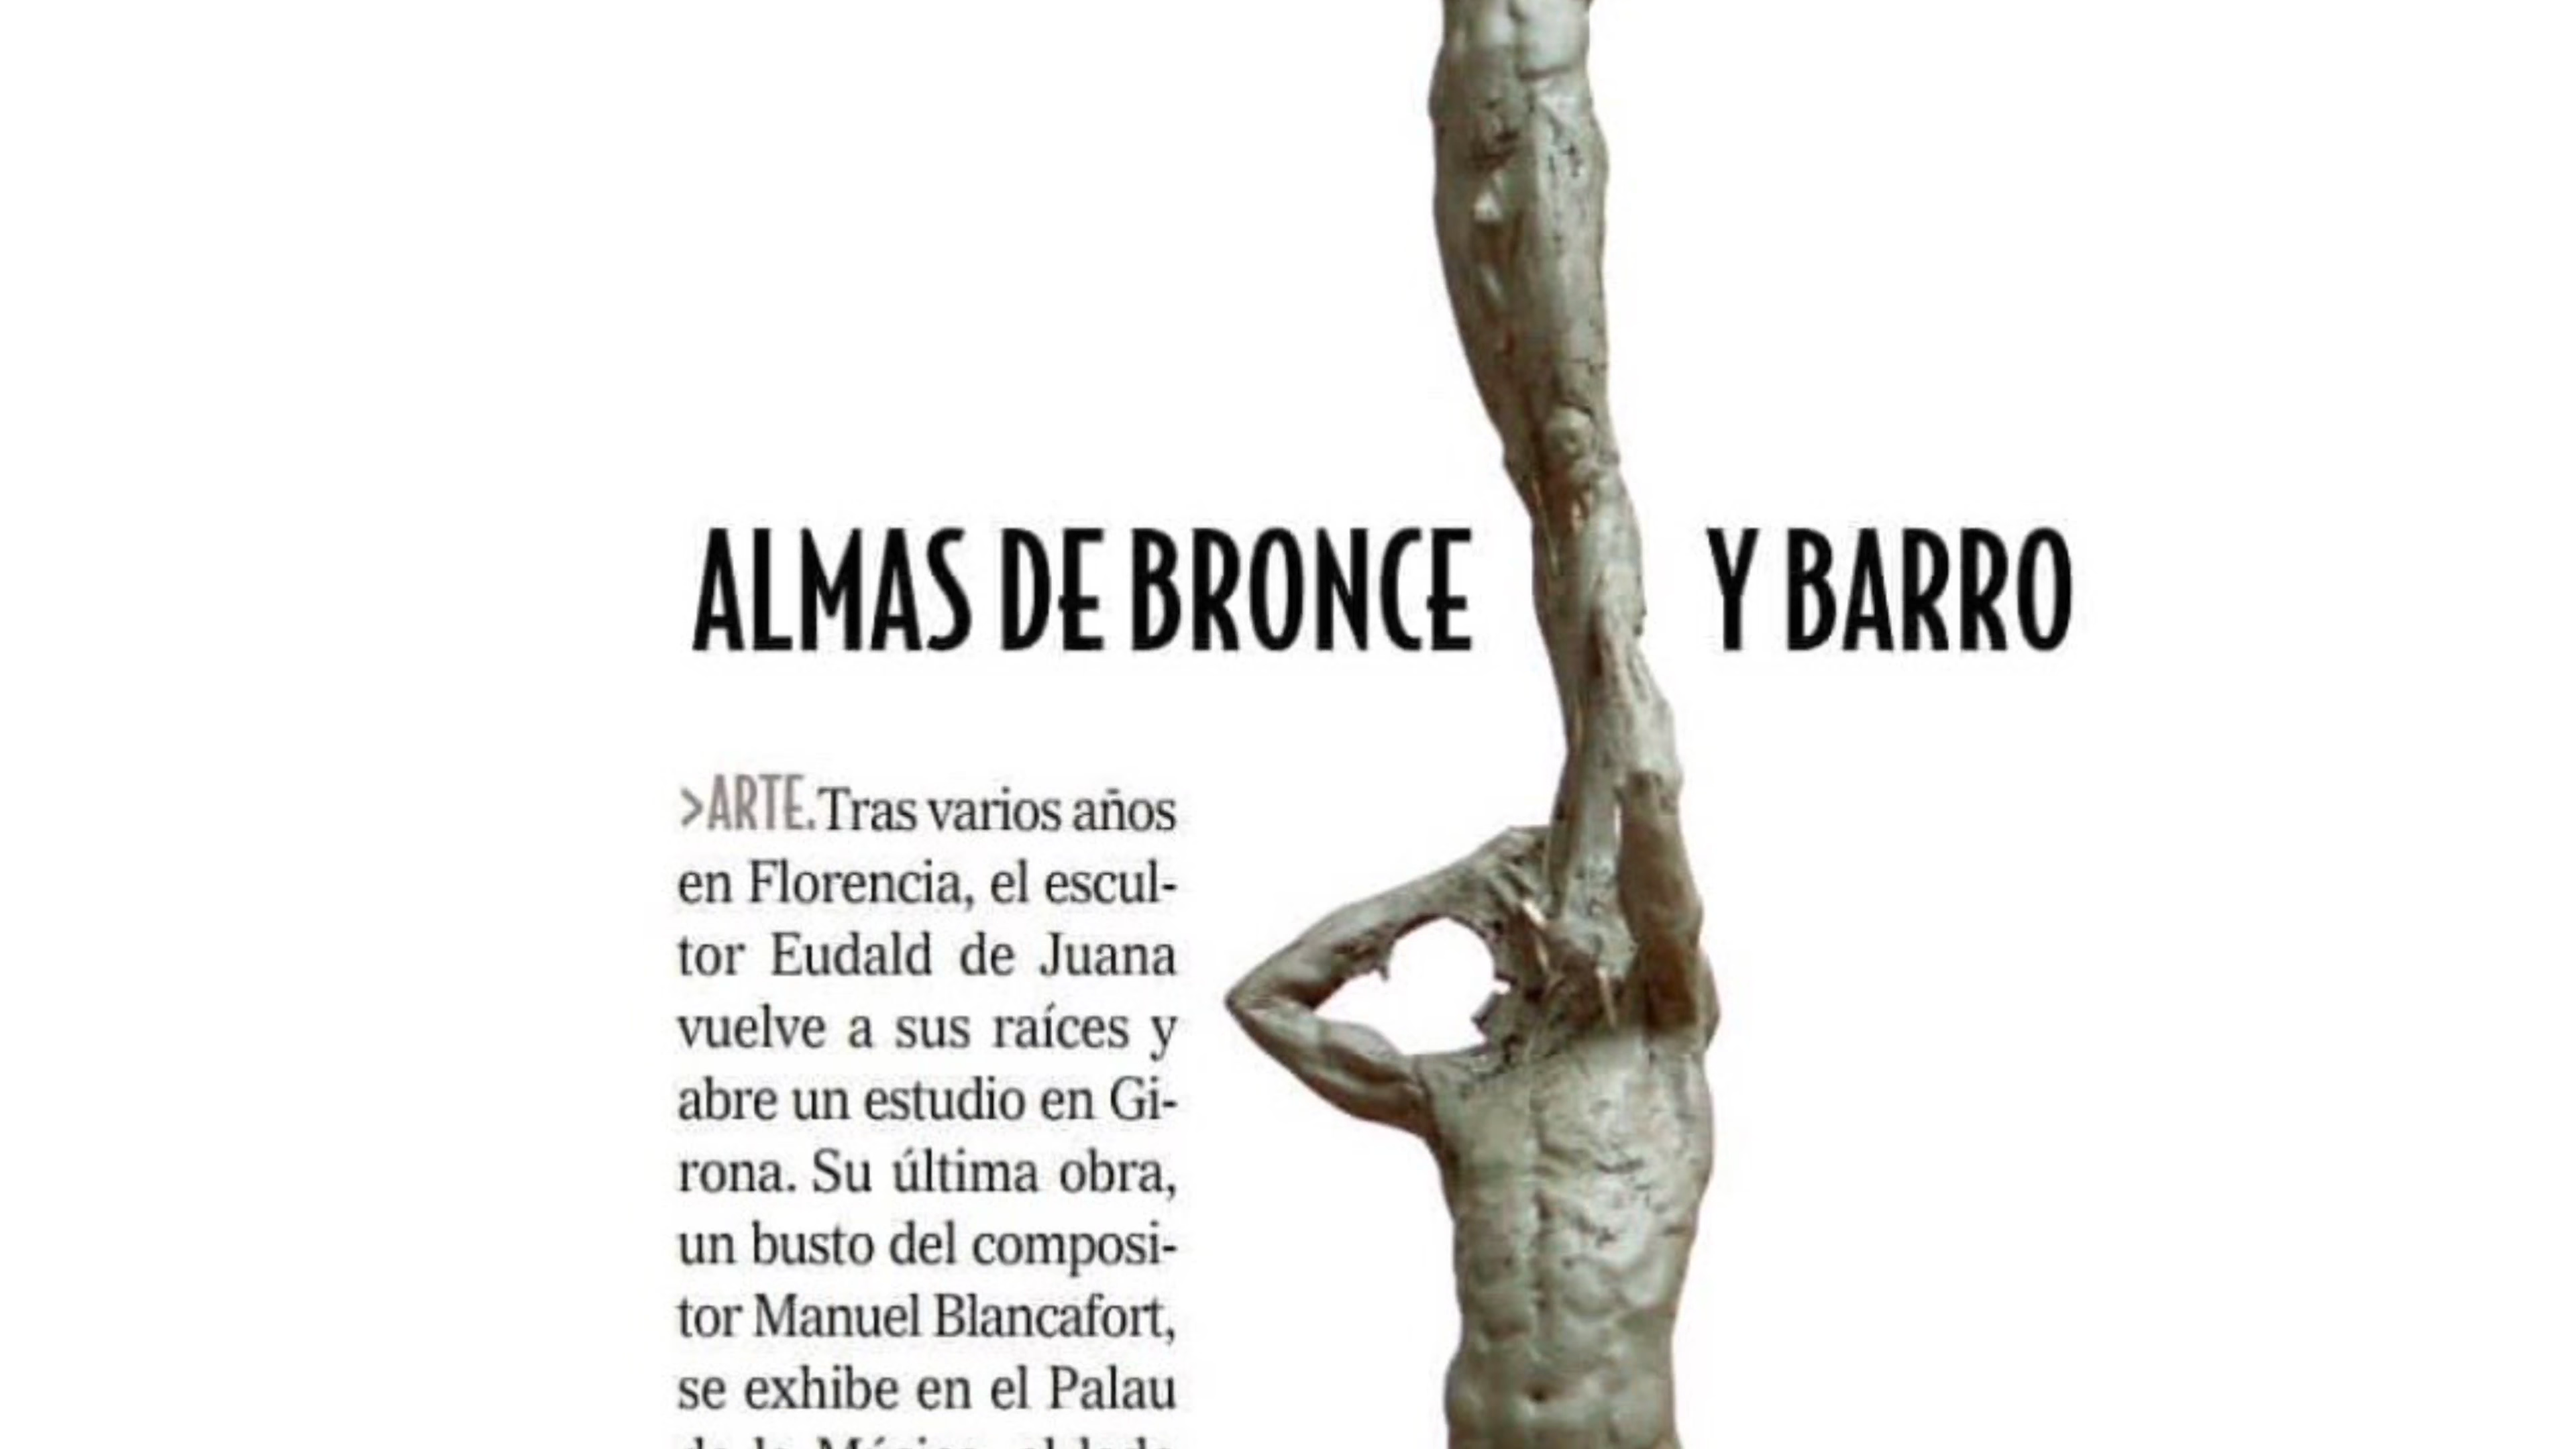 ALMAS DE BRONCE Y BARRO
>ARTE. Tras varios años
en Florencia, el escul-
tor Eudald de Juana
vuelve a sus raíces y
abre un estudio en Gi-
rona. Su última obra,
un busto del composi-
tor Manuel Blancafort,
se exhibe en el Palau